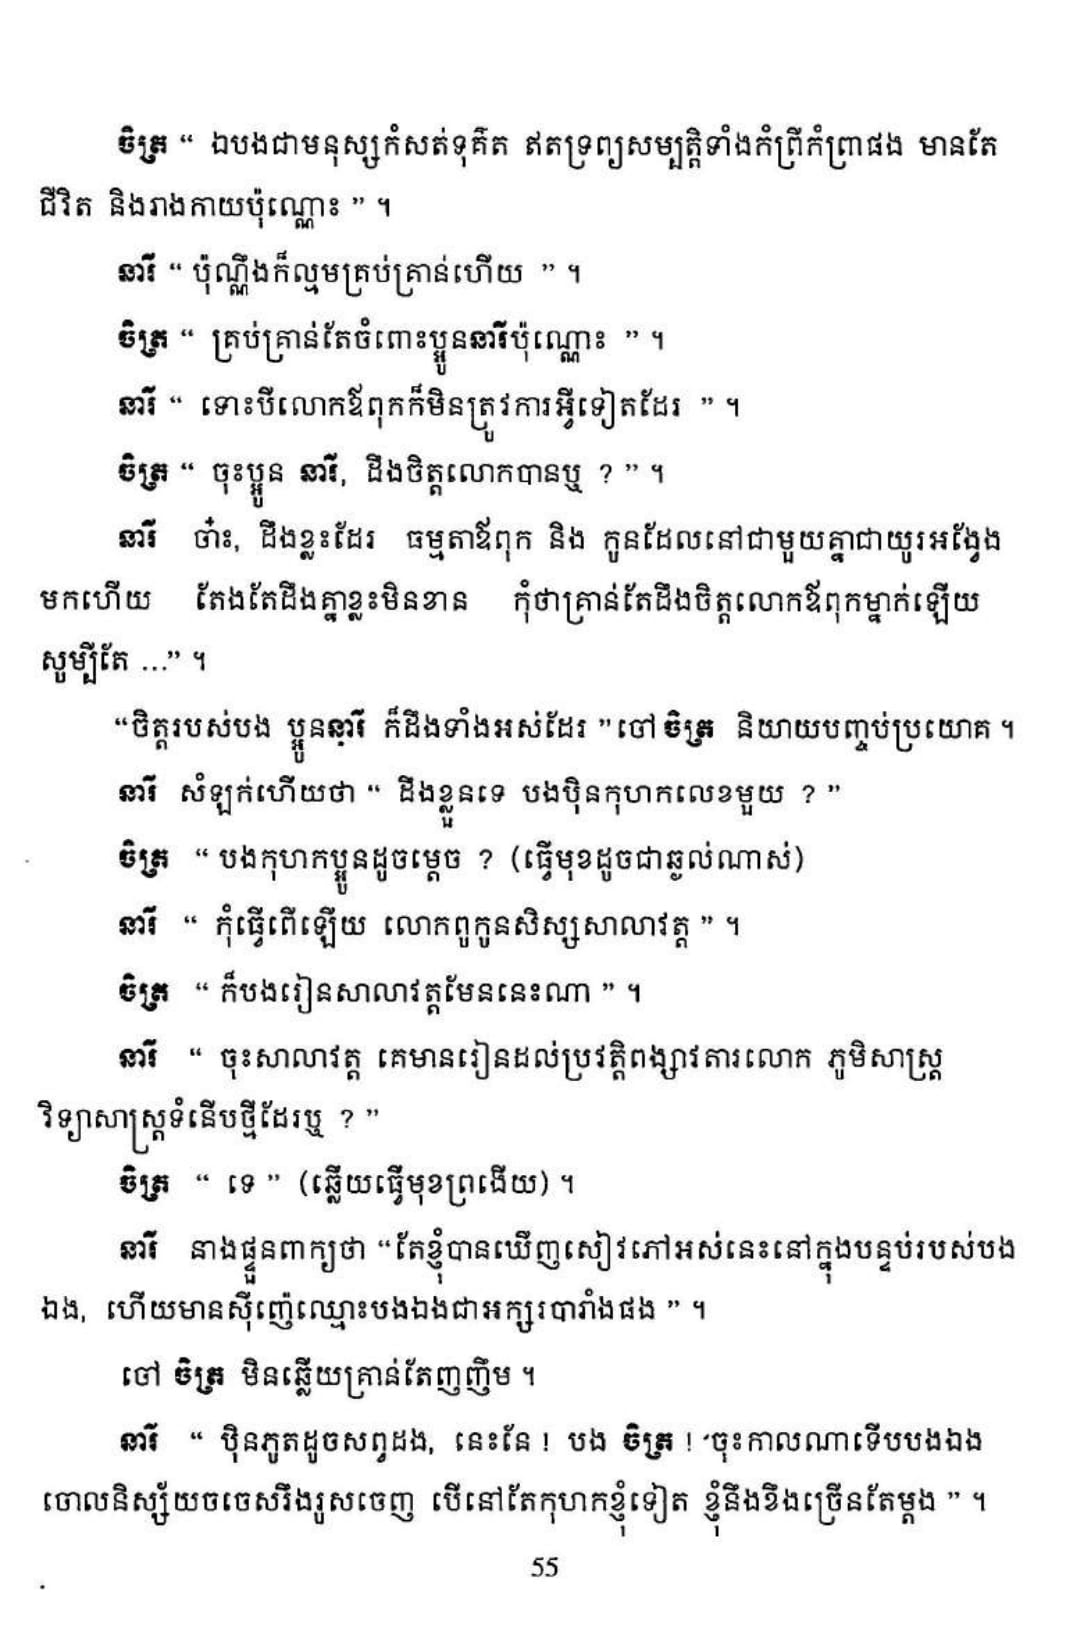 ចិត្រ “ ឯបងជាមនុស្សកំសត់ទុគ៌ត ឥតទ្រព្យសម្បត្តិទាំងកំព្រីកំព្រាផង មានតែ
ជីវិត និងរាងកាយប៉ុណ្ណោះ ” ។
នារី “ ប៉ុណ្ណឹងក៏ល្មមគ្រប់គ្រាន់ហើយ ” ។
ចិត្រ “ គ្រប់គ្រាន់តែចំពោះប្អូននារីប៉ុណ្ណោះ ” ។
នារី “ ទោះបីលោកឪពុកក៏មិនត្រូវការអ្វីទៀតដែរ ” ។
ចិត្រ “ ចុះប្អូន នារី, ដឹងចិត្តលោកបានឬ ? ” ។
នារី ចា៎ះ, ដឹងខ្លះដែរ ធម្មតាឪពុក និង កូនដែលនៅជាមួយគ្នាជាយូរអង្វែង
មកហើយ តែងតែដឹងគ្នាខ្លះមិនខាន កុំថាគ្រាន់តែដឹងចិត្តលោកឪពុកម្នាក់ឡើយ
សូម្បីតែ ...” ។
“ចិត្តរបស់បង ប្អូននារី ក៏ដឹងទាំងអស់ដែរ ”ចៅ ចិត្រ និយាយបញ្ចប់ប្រយោគ ។
នារី សំឡក់ហើយថា “ ដឹងខ្លួនទេ បងប៉ិនកុហកលេខមួយ ? ”
ចិត្រ “ បងកុហកប្អូនដូចម្ដេច ? (ធ្វើមុខដូចជាឆ្ងល់ណាស់)
នារី “ កុំធ្វើពើឡើយ លោកពូកូនសិស្សសាលាវត្ត ” ។
ចិត្រ “ ក៏បងរៀនសាលាវត្តមែននេះណា ” ។
នារី “ ចុះសាលាវត្ត គេមានរៀនដល់ប្រវត្តិពង្សាវតារលោក ភូមិសាស្ត្រ
វិទ្យាសាស្ត្រទំនើបថ្មីដែរឬ ? ”
ចិត្រ “ ទេ ” (ឆ្លើយធ្វើមុខព្រងើយ) ។
នារី នាងផ្ទួនពាក្យថា “តែខ្ញុំបានឃើញសៀវភៅអស់នេះនៅក្នុងបន្ទប់របស់បង
ឯង, ហើយមានស៊ីញ៉េឈ្មោះបងឯងជាអក្សរបារាំងផង ” ។
ចៅ ចិត្រ មិនឆ្លើយគ្រាន់តែញញឹម ។
នារី “ ប៉ិនភូតដូចសព្វដង, នេះនែ ! បង ចិត្រ ! ចុះកាលណាទើបបងឯង
ចោលនិស្ស័យចចេសរឹងរូសចេញ បើនៅតែកុហកខ្ញុំទៀត ខ្ញុំនឹងខឹងច្រើនតែម្ដង ” ។
55